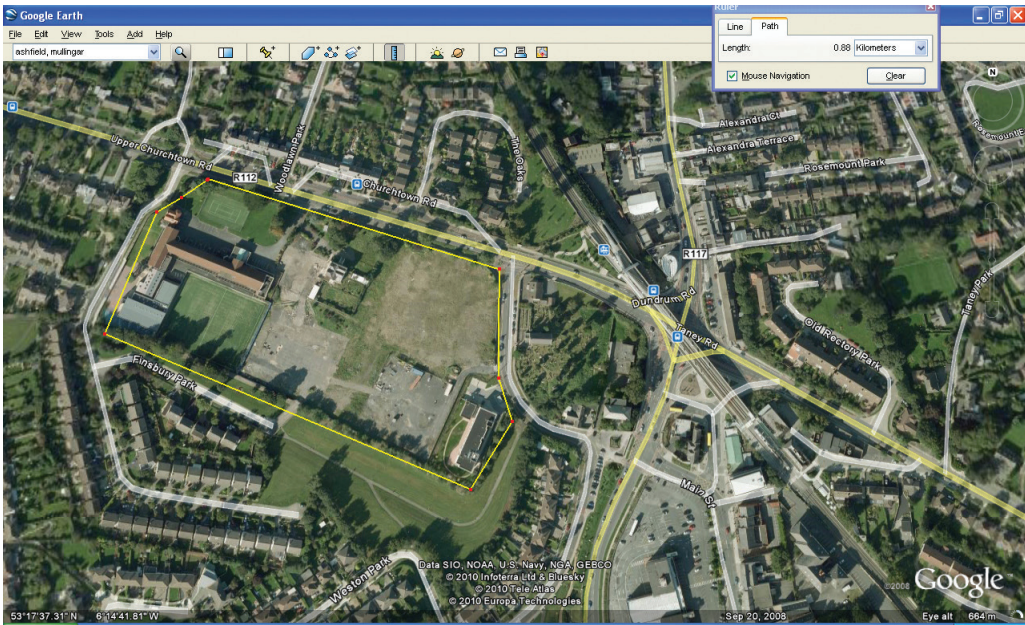 Google Earth
Ruler
File Edit View Tools Add Help
Line Path
ashfield, mullingar
Length: 0.88 Kilometers
Mouse Navigation Clear
N
Alexandra Ct
Alexandra Terrace
Rosemount Park
Upper Churchtown Rd
Woodlawn Park
R112
Churchtown Rd
The Oaks
R117
Taney Park
Dundrum Rd
Taney Rd
Old Rectory Park
Finsbury Park
Main St
Weston Park
Data SIO, NOAA, U.S. Navy, NGA, GEBCO
© 2010 Infoterra Ltd & Bluesky
© 2010 Tele Atlas
© 2010 Europa Technologies
©2008 Google
53°17'37.31" N 6°14'41.81" W Sep 20, 2008 Eye alt 664 m